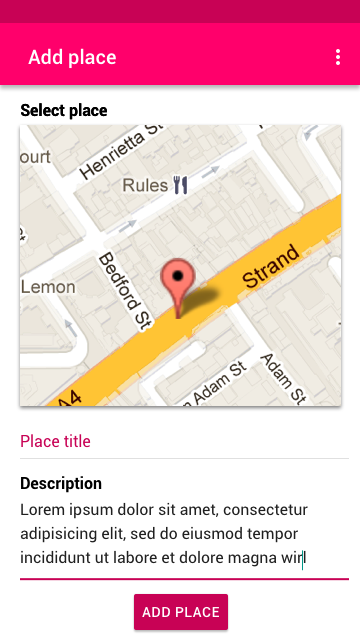 Add place
Select place
Henrietta St
ourt
Rules
Strand
Bedford St
Lemon
A4
n Adam St
Adam St
Place title
Description
Lorem ipsum dolor sit amet, consectetur
adipisicing elit, sed do eiusmod tempor
incididunt ut labore et dolore magna wirl
ADD PLACE